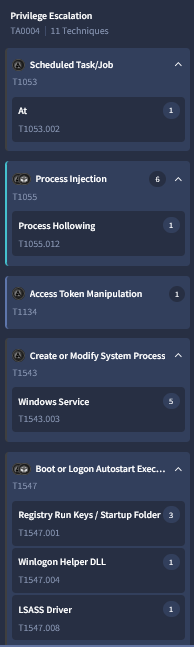 Privilege Escalation
TA0004 | 11 Techniques
Scheduled Task/Job
T1053
At 1
T1053.002
Process Injection 6
T1055
Process Hollowing 1
T1055.012
Access Token Manipulation 1
T1134
Create or Modify System Process
T1543
Windows Service 5
T1543.003
Boot or Logon Autostart Exec...
T1547
Registry Run Keys / Startup Folder 3
T1547.001
Winlogon Helper DLL 1
T1547.004
LSASS Driver 1
T1547.008